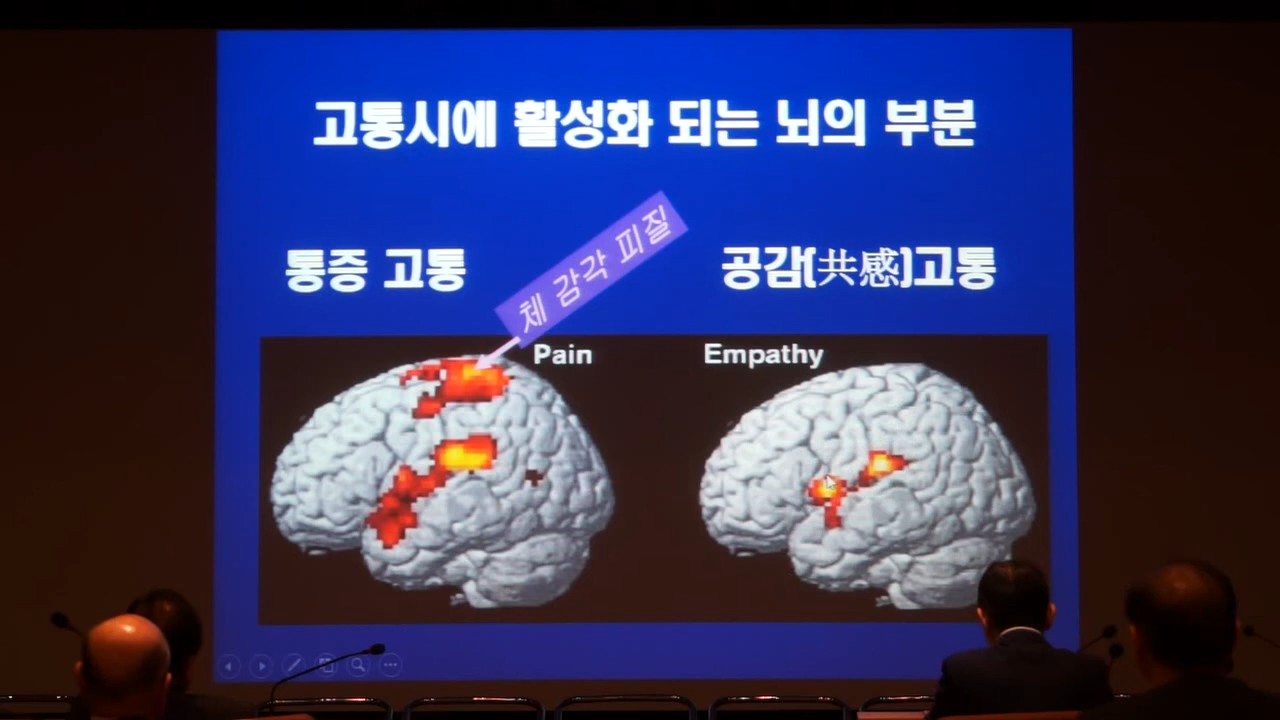 고통시에 활성화 되는 뇌의 부분
체 감각 피질
통증 고통
공감(共感)고통
Pain
Empathy